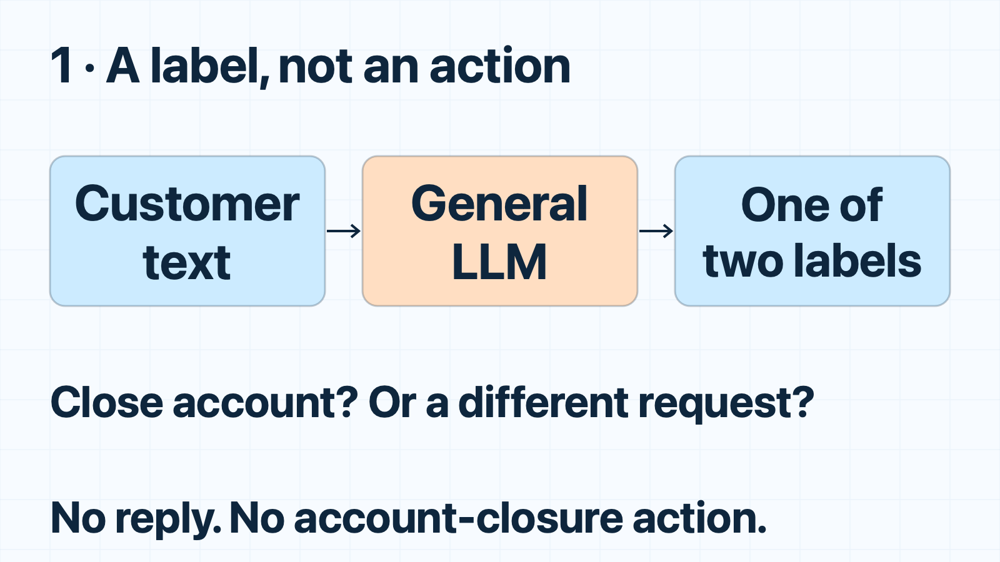 1 · A label, not an action
Customer
text
General
LLM
One of
two labels
Close account? Or a different request?
No reply. No account-closure action.